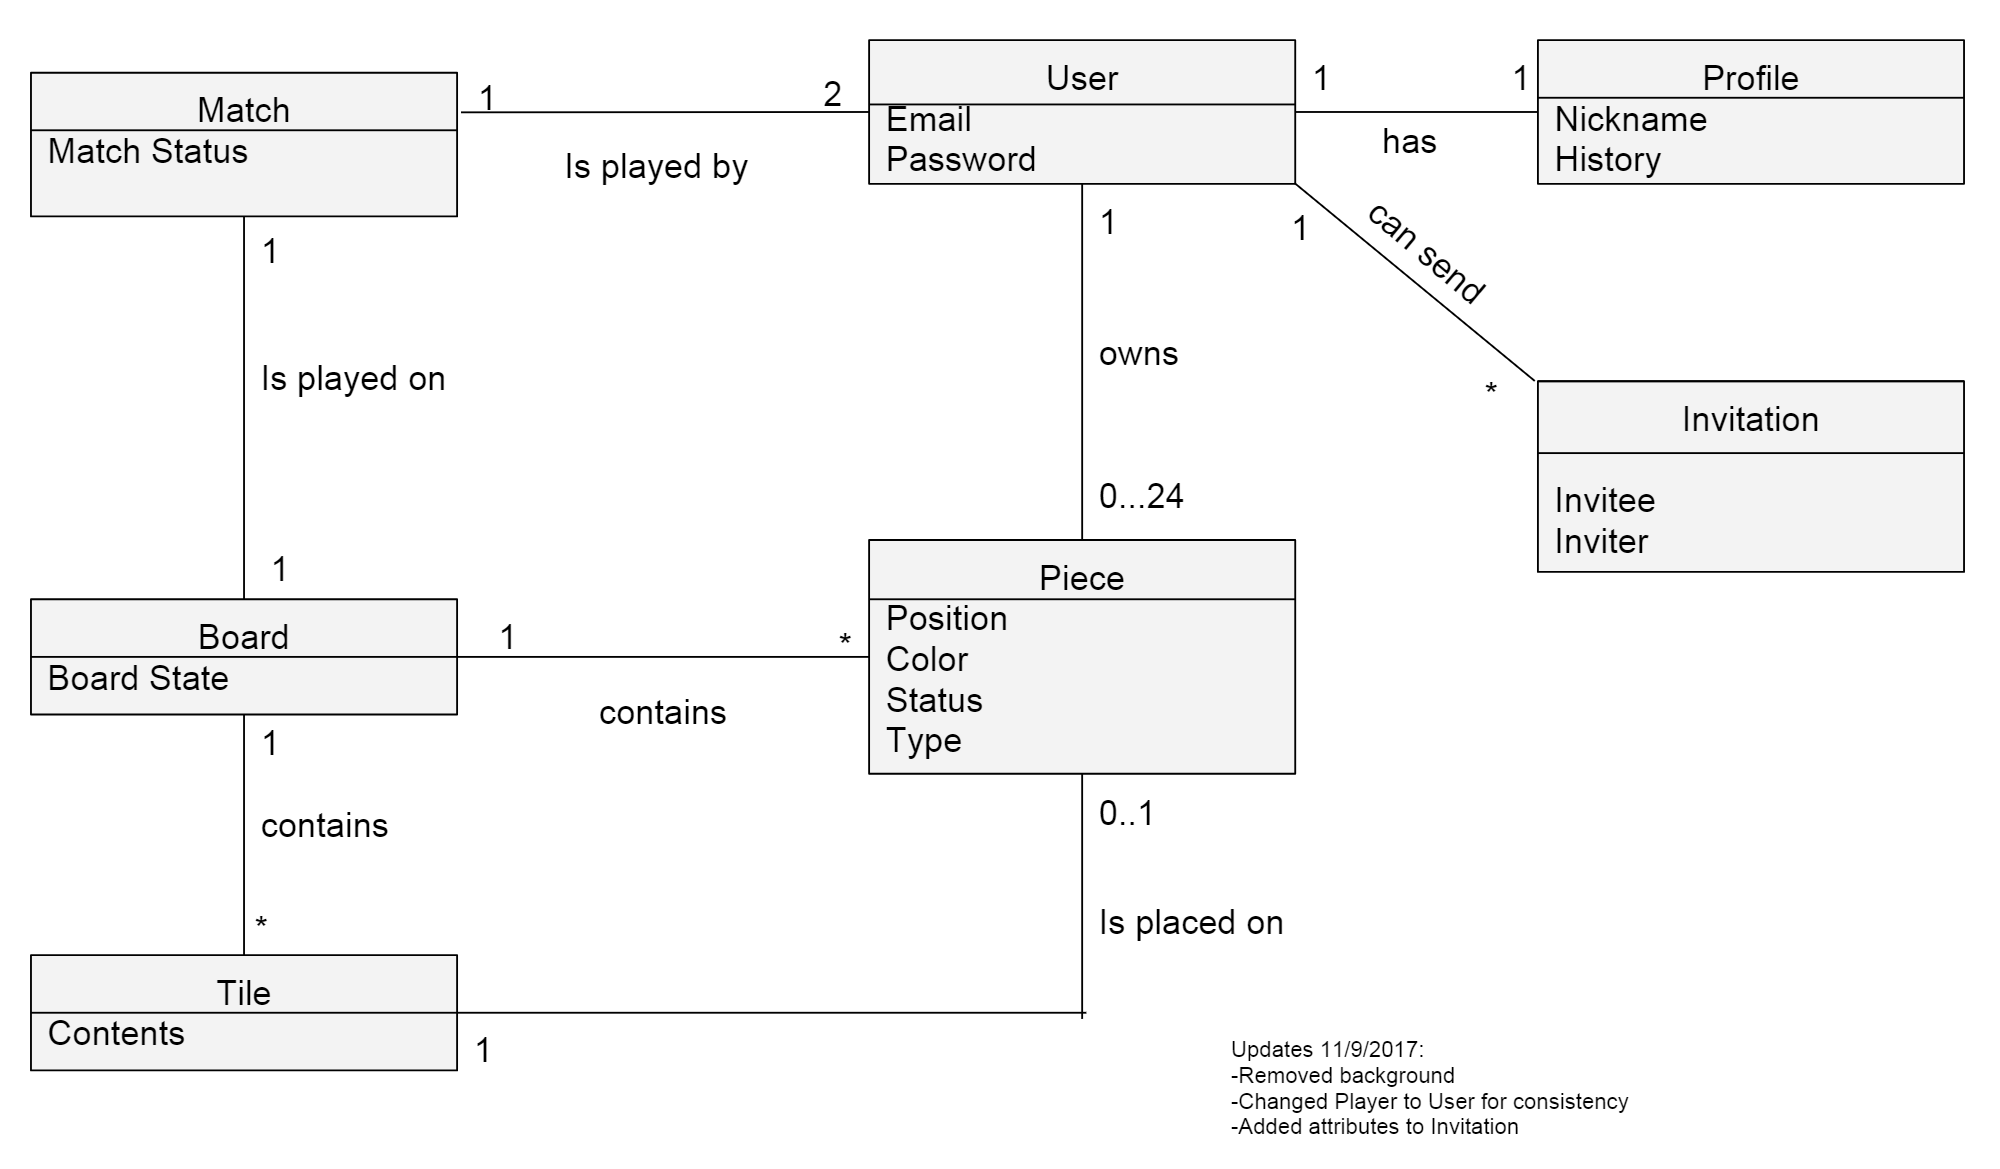 Match
Match Status
1
2
Is played by
User
Email
Password
1
1
has
Profile
Nickname
History
1
Is played on
1
1
owns
0...24
1
can send
*
Invitation
Invitee
Inviter
Board
Board State
1
*
contains
Piece
Position
Color
Status
Type
1
contains
*
0..1
Is placed on
Tile
Contents
1
Updates 11/9/2017:
-Removed background
-Changed Player to User for consistency
-Added attributes to Invitation